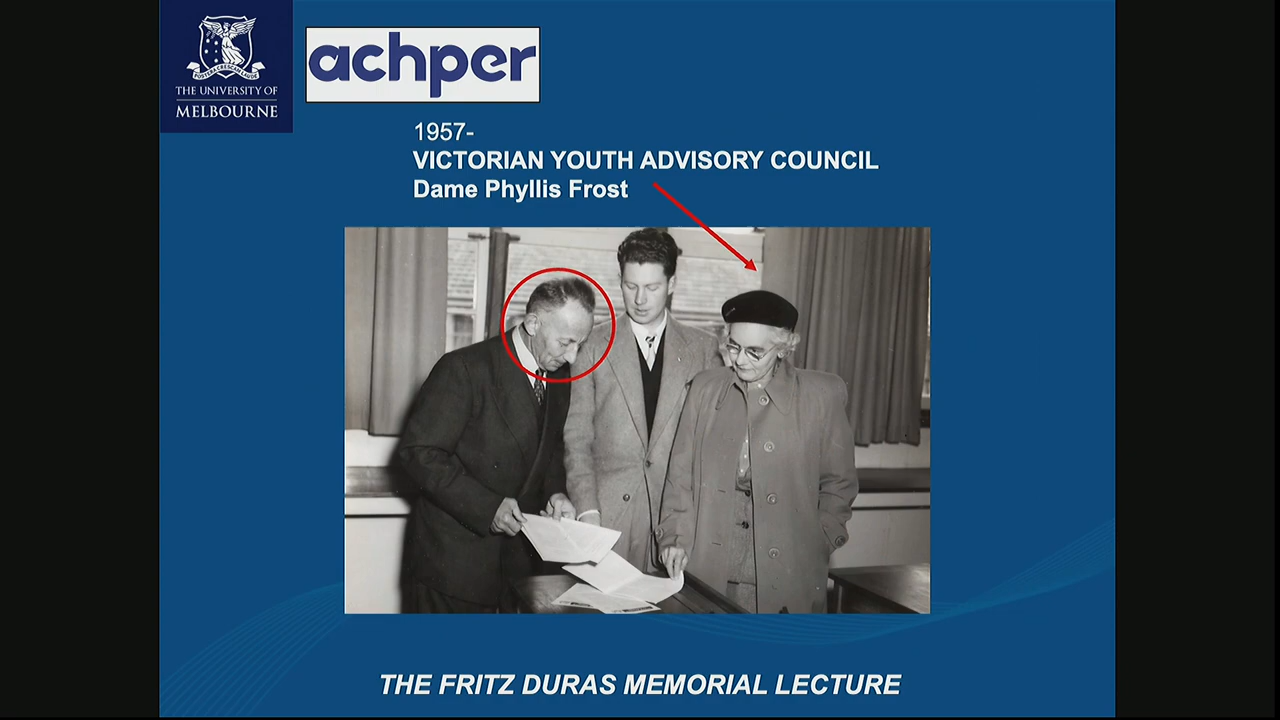 achper
THE UNIVERSITY OF
MELBOURNE
1957-
VICTORIAN YOUTH ADVISORY COUNCIL
Dame Phyllis Frost
THE FRITZ DURAS MEMORIAL LECTURE